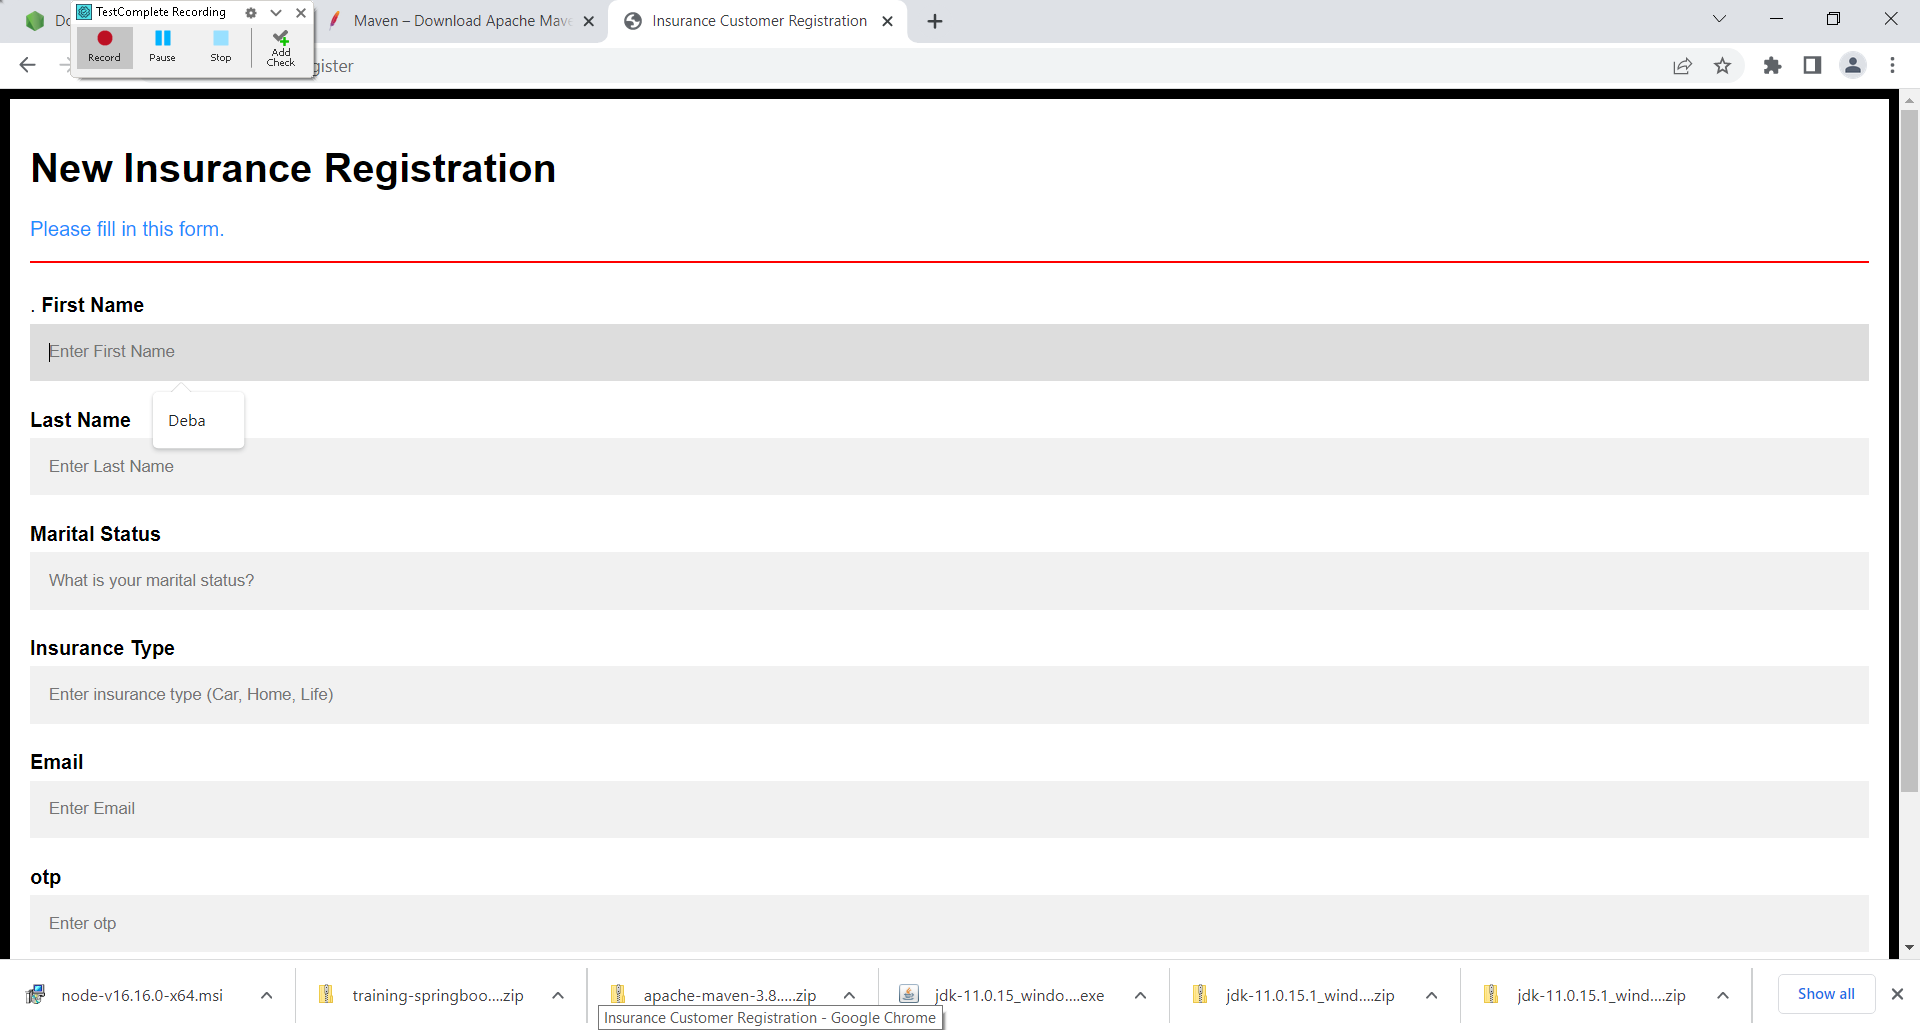 TestComplete Recording
Record
Pause
Stop
Add
Check
Maven – Download Apache Mav
Insurance Customer Registration
gister
New Insurance Registration
Please fill in this form.
. First Name
Enter First Name
Deba
Last Name
Enter Last Name
Marital Status
What is your marital status?
Insurance Type
Enter insurance type (Car, Home, Life)
Email
Enter Email
otp
Enter otp
node-v16.16.0-x64.msi
training-springboo....zip
apache-maven-3.8.....zip
jdk-11.0.15_windo....exe
jdk-11.0.15.1_wind....zip
jdk-11.0.15.1_wind....zip
Show all
Insurance Customer Registration - Google Chrome